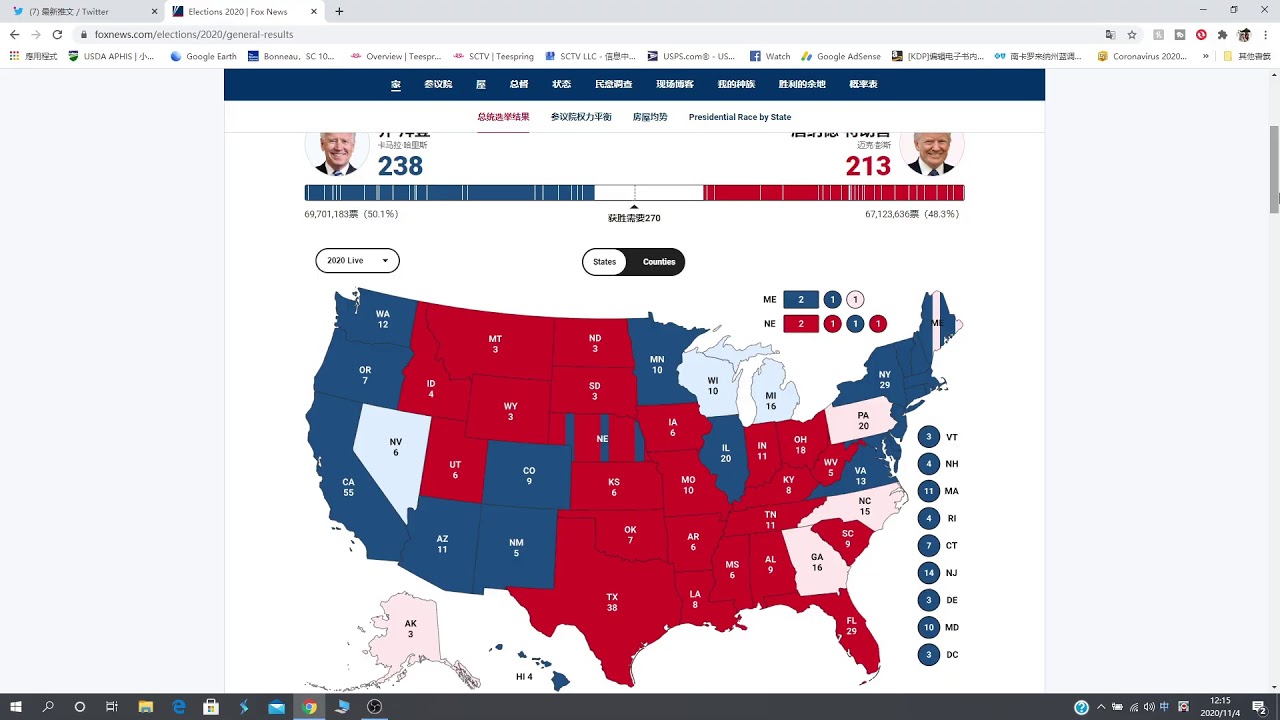 (7) 最新推文 / Twitter
Elections 2020 | Fox News
foxnews.com/elections/2020/general-results
應用程式
USDA APHIS | 小...
Google Earth
Bonneau, SC 10...
Overview | Teespring...
SCTV | Teespring
SCTV LLC - 信息中...
USPS.com® - US...
Watch
Google AdSense
[KDP]编辑电子书内...
南卡罗来纳州蓝调...
Coronavirus 2020...
»
其他書籤
家
参议院
屋
总督
状态
民意调查
现场博客
我的种族
胜利的余地
概率表
总统选举结果
参议院权力平衡
房屋均势
Presidential Race by State
乔·拜登
唐纳德·特朗普
卡马拉·哈里斯
迈克·彭斯
238
213
69,701,183票（50.1%）
获胜需要270
67,123,636票（48.3%）
2020 Live
States
Counties
ME 2 1 1
NE 2 1 1 1
WA
12
OR
7
CA
55
NV
6
ID
4
MT
3
WY
3
UT
6
AZ
11
CO
9
NM
5
ND
3
SD
3
NE
KS
6
OK
7
TX
38
MN
10
IA
6
MO
10
AR
6
LA
8
WI
10
IL
20
MI
16
IN
11
OH
18
KY
8
TN
11
MS
6
AL
9
GA
16
FL
29
SC
9
NC
15
VA
13
WV
5
PA
20
NY
29
ME
AK
3
HI 4
3 VT
4 NH
11 MA
4 RI
7 CT
14 NJ
3 DE
10 MD
3 DC
中
12:15
2020/11/4
2